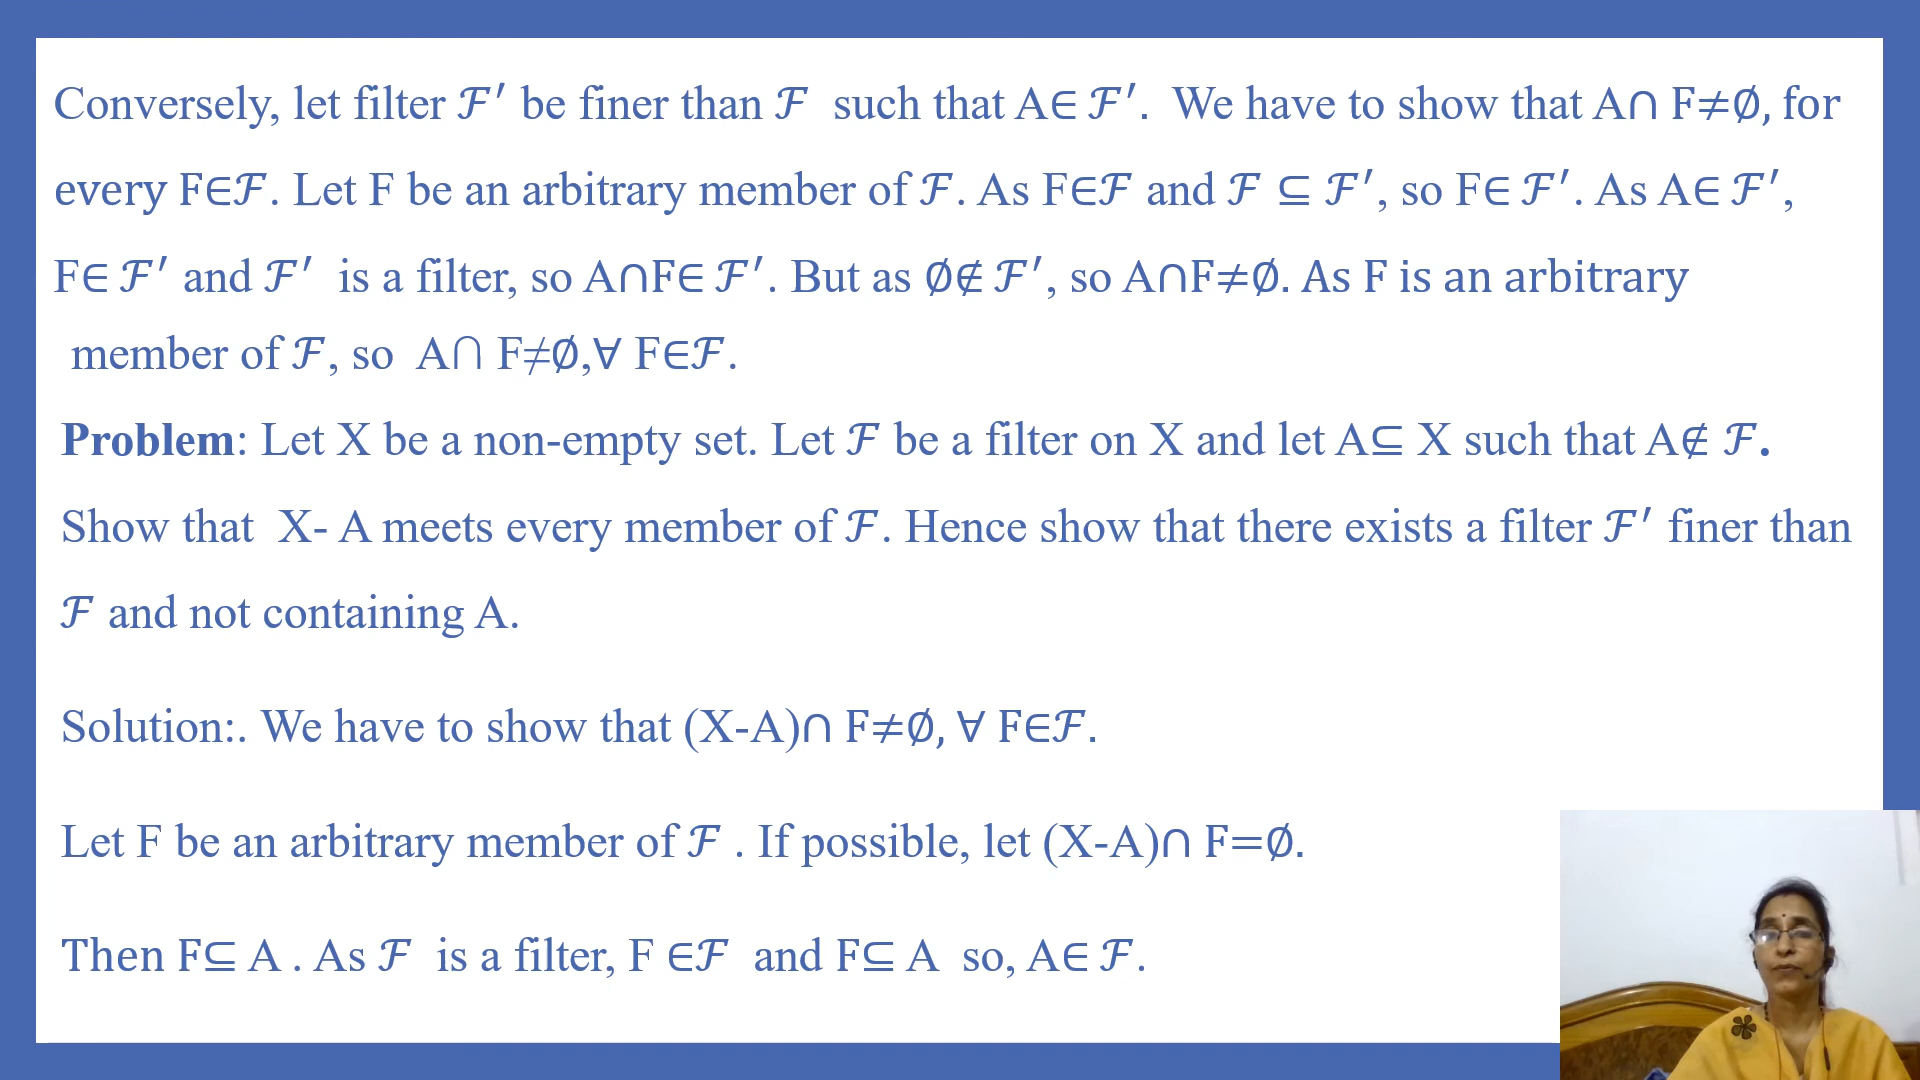 Conversely, let filter ℱ′ be finer than ℱ such that A∈ ℱ′. We have to show that A∩ F≠∅, for
every F∈ℱ. Let F be an arbitrary member of ℱ. As F∈ℱ and ℱ ⊆ ℱ′, so F∈ ℱ′. As A∈ ℱ′,
F∈ ℱ′ and ℱ′ is a filter, so A∩F∈ ℱ′. But as ∅∉ ℱ′, so A∩F≠∅. As F is an arbitrary
member of ℱ, so A∩ F≠∅,∀ F∈ℱ.
Problem: Let X be a non-empty set. Let ℱ be a filter on X and let A⊆ X such that A∉ ℱ.
Show that X- A meets every member of ℱ. Hence show that there exists a filter ℱ′ finer than
ℱ and not containing A.
Solution:. We have to show that (X-A)∩ F≠∅, ∀ F∈ℱ.
Let F be an arbitrary member of ℱ . If possible, let (X-A)∩ F=∅.
Then F⊆ A . As ℱ is a filter, F ∈ℱ and F⊆ A so, A∈ ℱ.